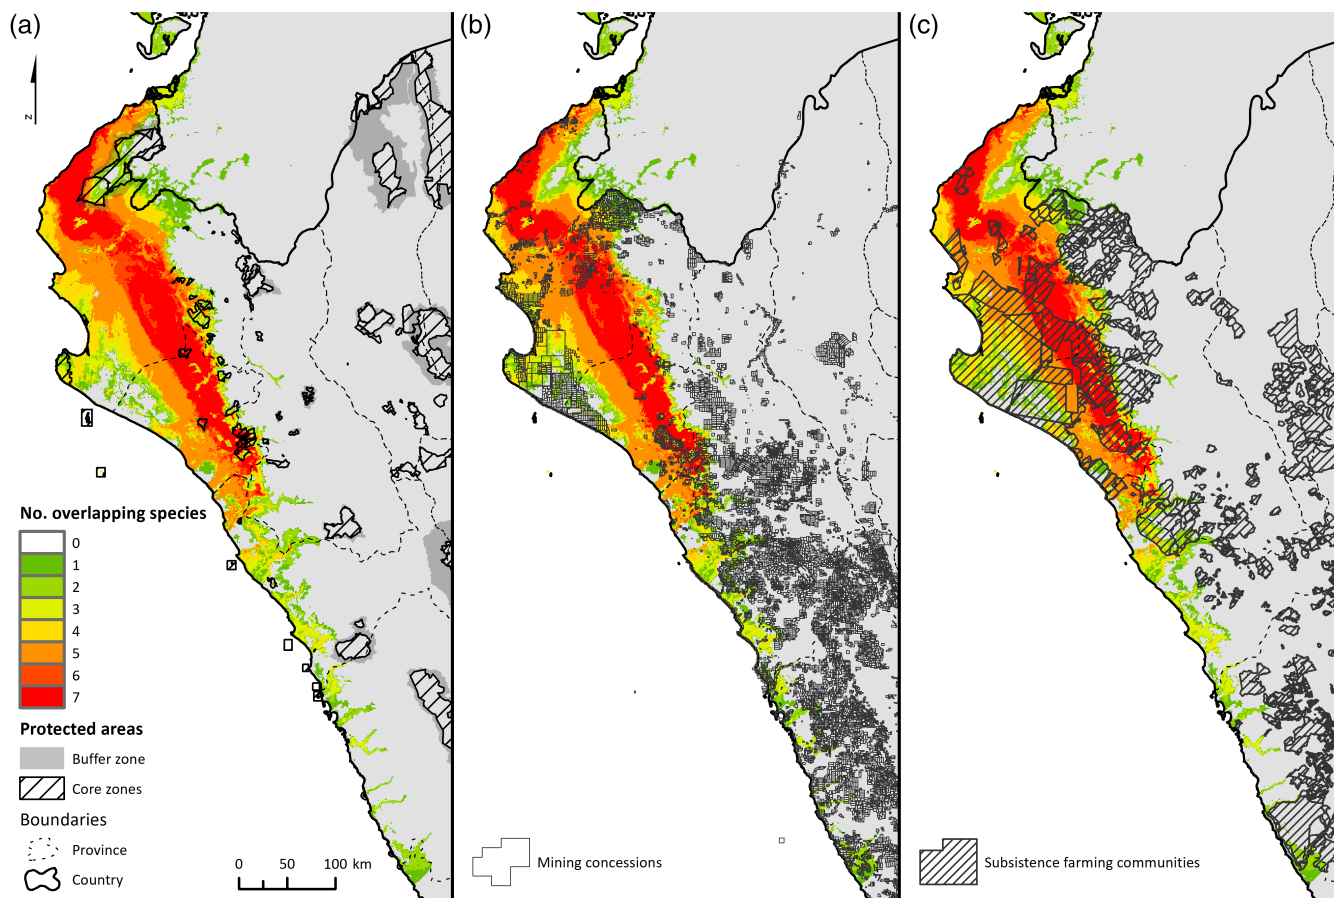 (a)
(b)
(c)
z
No. overlapping species
0
1
2
3
4
5
6
7
Protected areas
Buffer zone
Core zones
Boundaries
Province
Country
0 50 100 km
Mining concessions
Subsistence farming communities